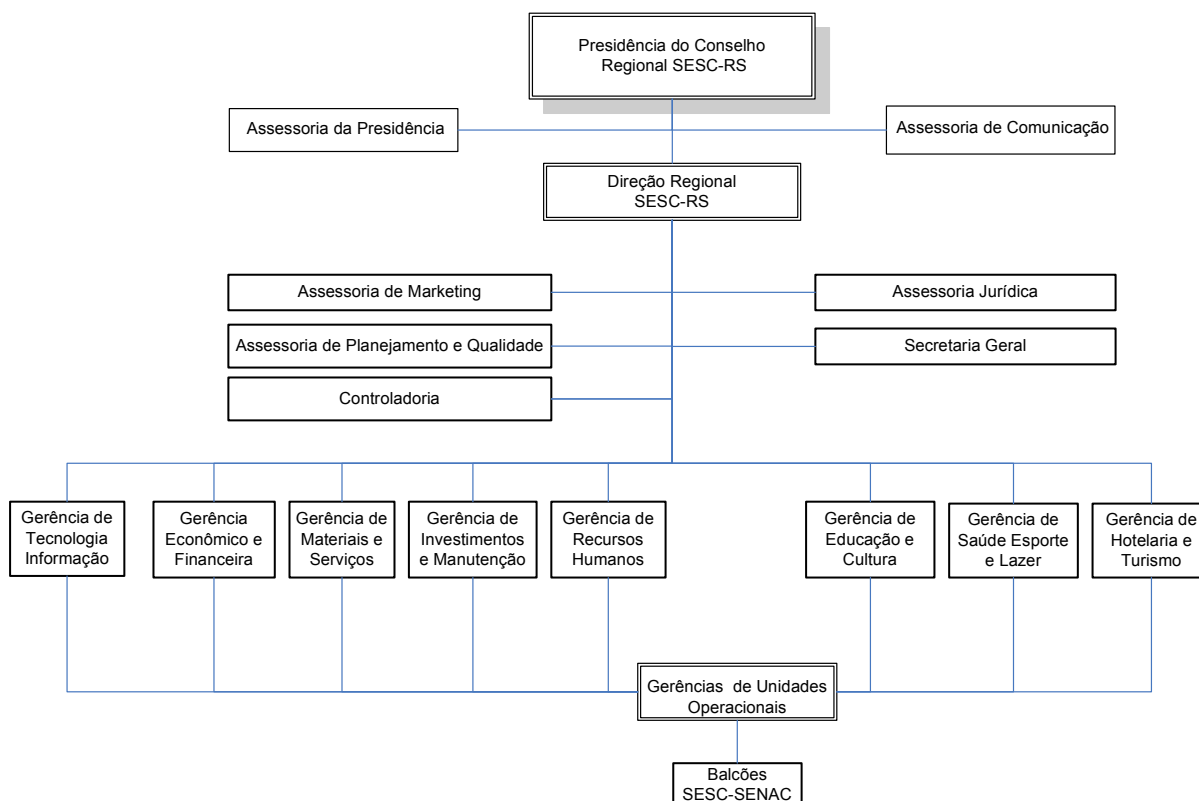 Presidência do Conselho
Regional SESC-RS
Assessoria da Presidência
Assessoria de Comunicação
Direção Regional
SESC-RS
Assessoria de Marketing
Assessoria Jurídica
Assessoria de Planejamento e Qualidade
Secretaria Geral
Controladoria
Gerência de
Tecnologia
Informação
Gerência
Econômico e
Financeira
Gerência de
Materiais e
Serviços
Gerência de
Investimentos
e Manutenção
Gerência de
Recursos
Humanos
Gerência de
Educação e
Cultura
Gerência de
Saúde Esporte
e Lazer
Gerência de
Hotelaria e
Turismo
Gerências de Unidades
Operacionais
Balcões
SESC-SENAC